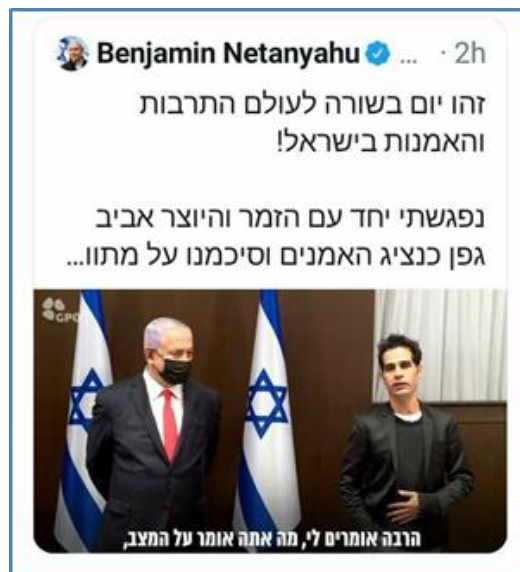 Benjamin Netanyahu ... · 2h
זהו יום בשורה לעולם התרבות
והאמנות בישראל!
נפגשתי יחד עם הזמר והיוצר אביב
גפן כנציג האמנים וסיכמנו על מתוו...
GPO
הרבה אומרים לי, מה אתה אומר על המצב,